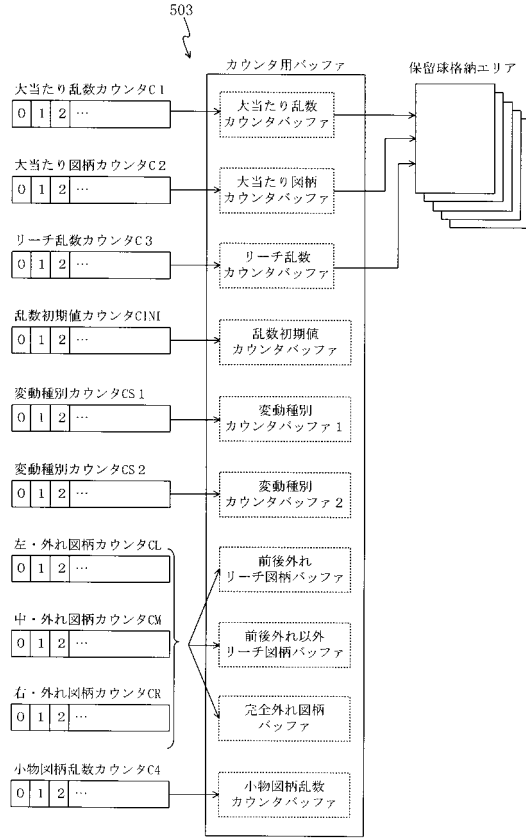 503
カウンタ用バッファ
保留球格納エリア
大当たり乱数カウンタC1
0 1 2 …
大当たり乱数
カウンタバッファ
大当たり図柄カウンタC2
0 1 2 …
大当たり図柄
カウンタバッファ
リーチ乱数カウンタC3
0 1 2 …
リーチ乱数
カウンタバッファ
乱数初期値カウンタCINI
0 1 2 …
乱数初期値
カウンタバッファ
変動種別カウンタCS1
0 1 2 …
変動種別
カウンタバッファ1
変動種別カウンタCS2
0 1 2 …
変動種別
カウンタバッファ2
左・外れ図柄カウンタCL
0 1 2 …
前後外れ
リーチ図柄バッファ
中・外れ図柄カウンタCM
0 1 2 …
前後外れ以外
リーチ図柄バッファ
右・外れ図柄カウンタCR
0 1 2 …
完全外れ図柄
バッファ
小物図柄乱数カウンタC4
0 1 2 …
小物図柄乱数
カウンタバッファ